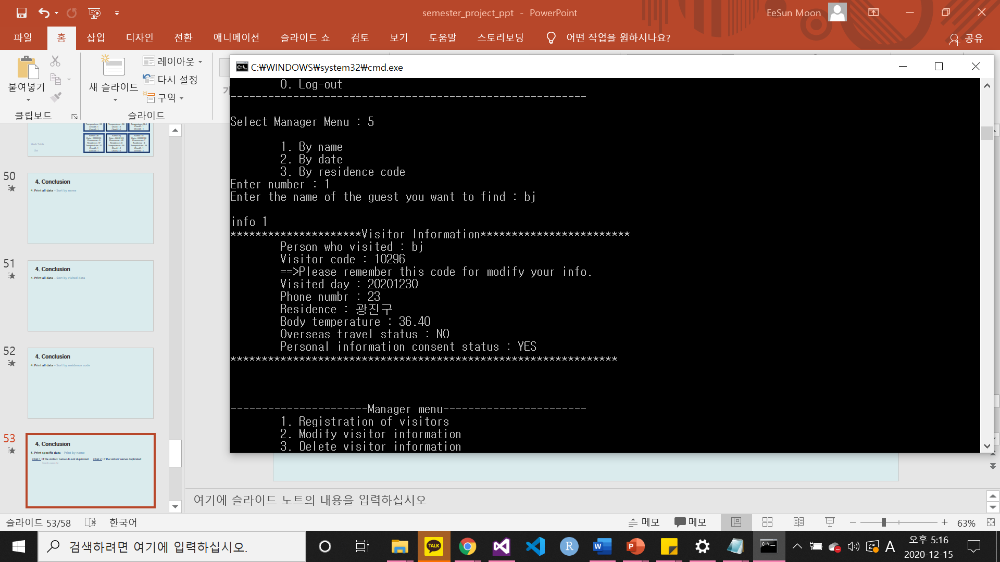 semester_project_ppt - PowerPoint
EeSun Moon
파일
홈
삽입
디자인
전환
애니메이션
슬라이드 쇼
검토
보기
도움말
스토리보딩
어떤 작업을 원하시나요?
공유
붙여넣기
클립보드
새 슬라이드
레이아웃
다시 설정
구역
슬라이드
가
C:₩WINDOWS₩system32₩cmd.exe
0. Log-out
---------------------------------------------------------
Select Manager Menu : 5
1. By name
2. By date
3. By residence code
Enter number : 1
Enter the name of the guest you want to find : bj
info 1
*********************Visitor Information************************
Person who visited : bj
Visitor code : 10296
==>Please remember this code for modify your info.
Visited day : 20201230
Phone numbr : 23
Residence : 광진구
Body temperature : 36.40
Overseas travel status : NO
Personal information consent status : YES
**************************************************************
----------------------Manager menu-----------------------
1. Registration of visitors
2. Modify visitor information
3. Delete visitor information
Hash Table
50
4. Conclusion
4. Print all data – Sort by name
51
4. Conclusion
4. Print all data – Sort by visited data
52
4. Conclusion
4. Print all data – Sort by residence code
53
4. Conclusion
5. Print specific data – Print by name
CASE 1 : If the visitors' names do not duplicated
CASE 2 : If the visitors' names duplicated
여기에 슬라이드 노트의 내용을 입력하십시오
슬라이드 53/58
한국어
메모
메모
63%
검색하려면 여기에 입력하십시오.
TALK
A
오후 5:16
2020-12-15